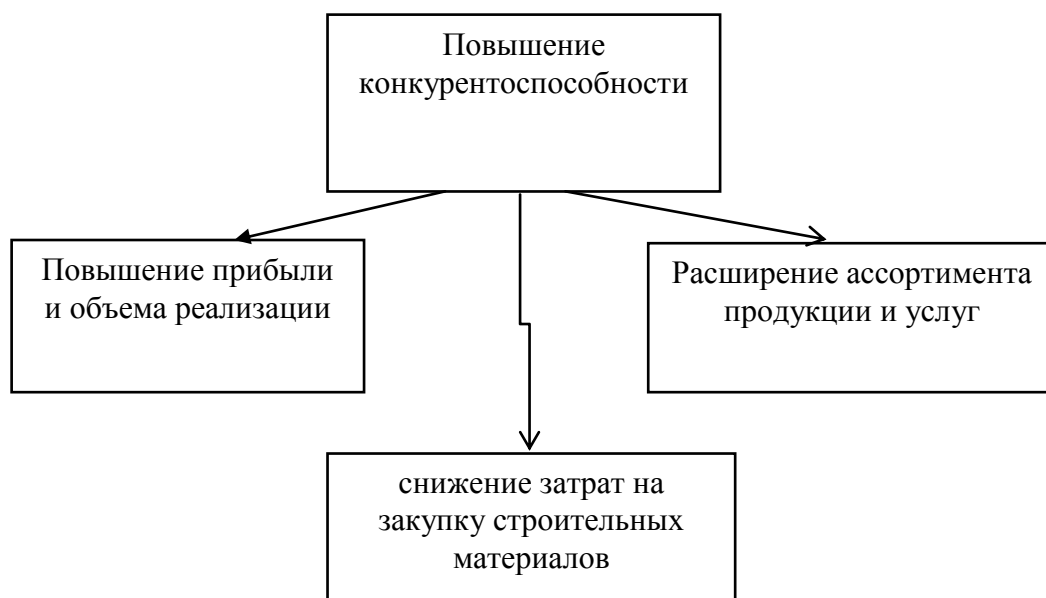 Повышение
конкурентоспособности
Повышение прибыли
и объема реализации
Расширение ассортимента
продукции и услуг
снижение затрат на
закупку строительных
материалов